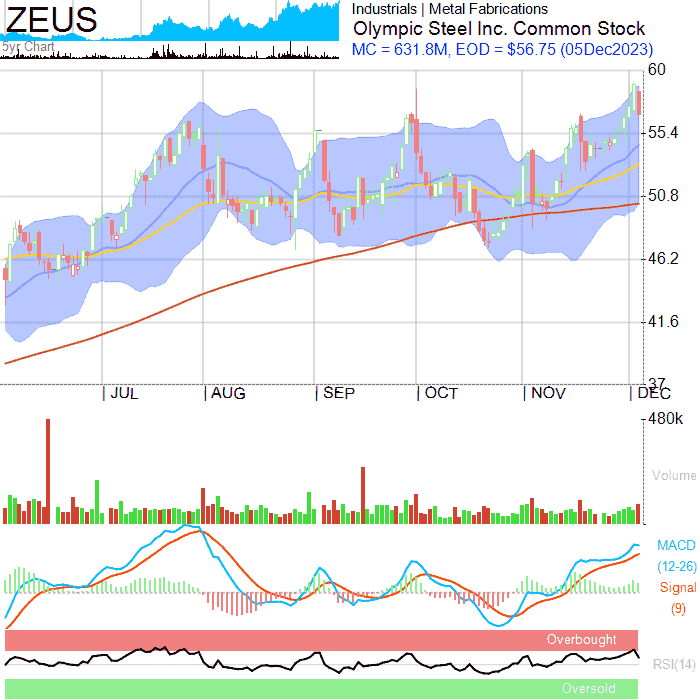 ZEUS
5yr Chart
Industrials | Metal Fabrications
Olympic Steel Inc. Common Stock
MC = 631.8M, EOD = $56.75 (05Dec2023)
60
55.4
50.8
46.2
41.6
37
JUL AUG SEP OCT NOV DEC
480k
Volume
MACD
(12-26)
Signal
(9)
Overbought
RSI(14)
Oversold